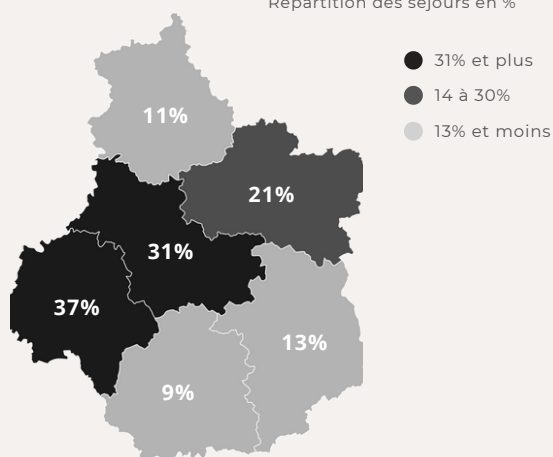 Répartition des séjours en %
31% et plus
14 à 30%
13% et moins
11%
21%
31%
37%
13%
9%